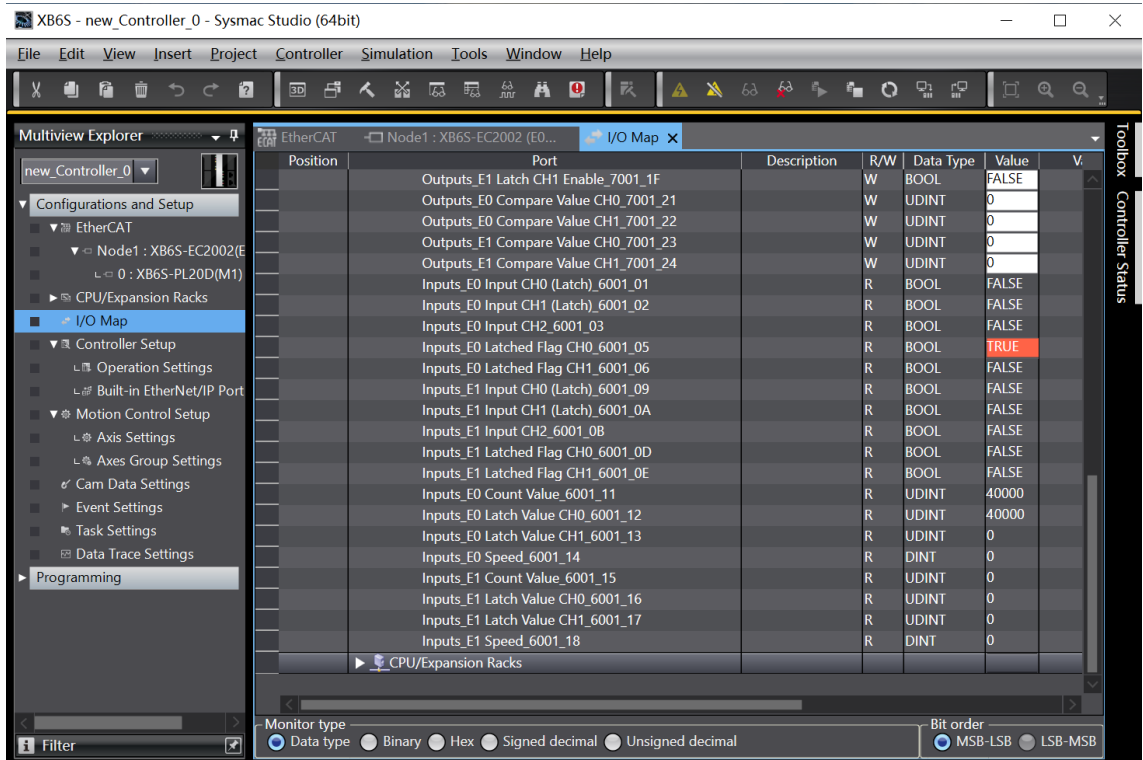 XB6S - new_Controller_0 - Sysmac Studio (64bit)
File Edit View Insert Project Controller Simulation Tools Window Help
Multiview Explorer
new_Controller_0
Configurations and Setup
EtherCAT
Node1 : XB6S-EC2002(E
0 : XB6S-PL20D(M1)
CPU/Expansion Racks
I/O Map
Controller Setup
Operation Settings
Built-in EtherNet/IP Port
Motion Control Setup
Axis Settings
Axes Group Settings
Cam Data Settings
Event Settings
Task Settings
Data Trace Settings
Programming
Filter
EtherCAT Node1 : XB6S-EC2002 (E0... I/O Map
Position Port Description R/W Data Type Value V.
Outputs_E1 Latch CH1 Enable_7001_1F W BOOL FALSE
Outputs_E0 Compare Value CH0_7001_21 W UDINT 0
Outputs_E0 Compare Value CH1_7001_22 W UDINT 0
Outputs_E1 Compare Value CH0_7001_23 W UDINT 0
Outputs_E1 Compare Value CH1_7001_24 W UDINT 0
Inputs_E0 Input CH0 (Latch)_6001_01 R BOOL FALSE
Inputs_E0 Input CH1 (Latch)_6001_02 R BOOL FALSE
Inputs_E0 Input CH2_6001_03 R BOOL FALSE
Inputs_E0 Latched Flag CH0_6001_05 R BOOL TRUE
Inputs_E0 Latched Flag CH1_6001_06 R BOOL FALSE
Inputs_E1 Input CH0 (Latch)_6001_09 R BOOL FALSE
Inputs_E1 Input CH1 (Latch)_6001_0A R BOOL FALSE
Inputs_E1 Input CH2_6001_0B R BOOL FALSE
Inputs_E1 Latched Flag CH0_6001_0D R BOOL FALSE
Inputs_E1 Latched Flag CH1_6001_0E R BOOL FALSE
Inputs_E0 Count Value_6001_11 R UDINT 40000
Inputs_E0 Latch Value CH0_6001_12 R UDINT 40000
Inputs_E0 Latch Value CH1_6001_13 R UDINT 0
Inputs_E0 Speed_6001_14 R DINT 0
Inputs_E1 Count Value_6001_15 R UDINT 0
Inputs_E1 Latch Value CH0_6001_16 R UDINT 0
Inputs_E1 Latch Value CH1_6001_17 R UDINT 0
Inputs_E1 Speed_6001_18 R DINT 0
CPU/Expansion Racks
Monitor type
Data type Binary Hex Signed decimal Unsigned decimal
Bit order
MSB-LSB LSB-MSB
Toolbox
Controller Status